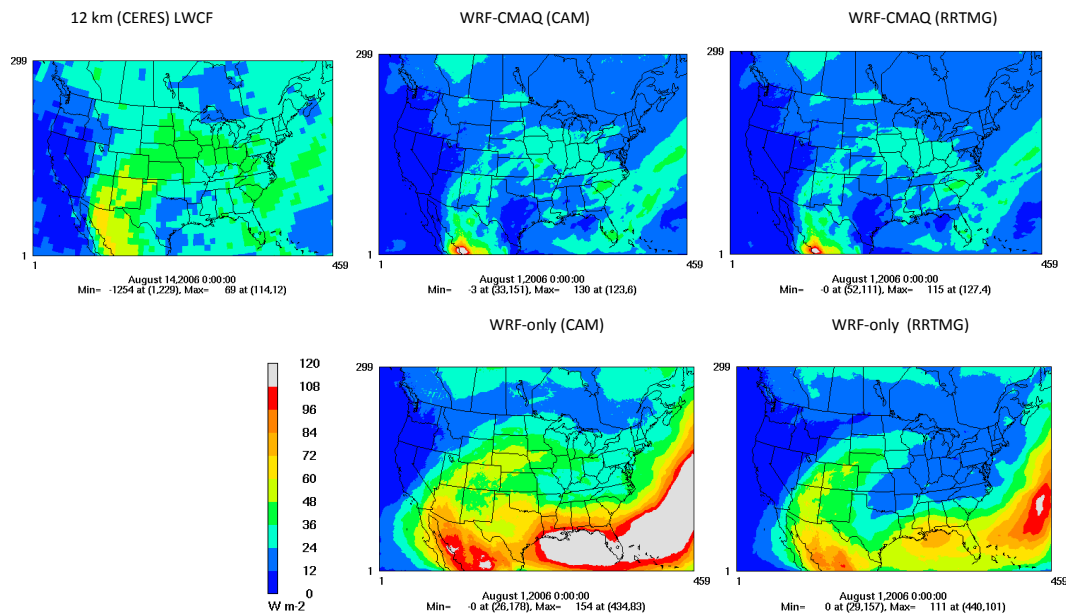 12 km (CERES) LWCF
WRF-CMAQ (CAM)
WRF-CMAQ (RRTMG)
299
1
1
459
August 14,2006 0:00:00
Min= -1254 at (1,229), Max= 69 at (114,12)
299
1
1
459
August 1,2006 0:00:00
Min= -3 at (33,151), Max= 130 at (123,6)
299
1
1
459
August 1,2006 0:00:00
Min= -0 at (52,111), Max= 115 at (127,4)
WRF-only (CAM)
WRF-only (RRTMG)
120
108
96
84
72
60
48
36
24
12
0
W m-2
299
1
1
459
August 1,2006 0:00:00
Min= -0 at (26,178), Max= 154 at (434,83)
299
1
1
459
August 1,2006 0:00:00
Min= 0 at (29,157), Max= 111 at (440,101)